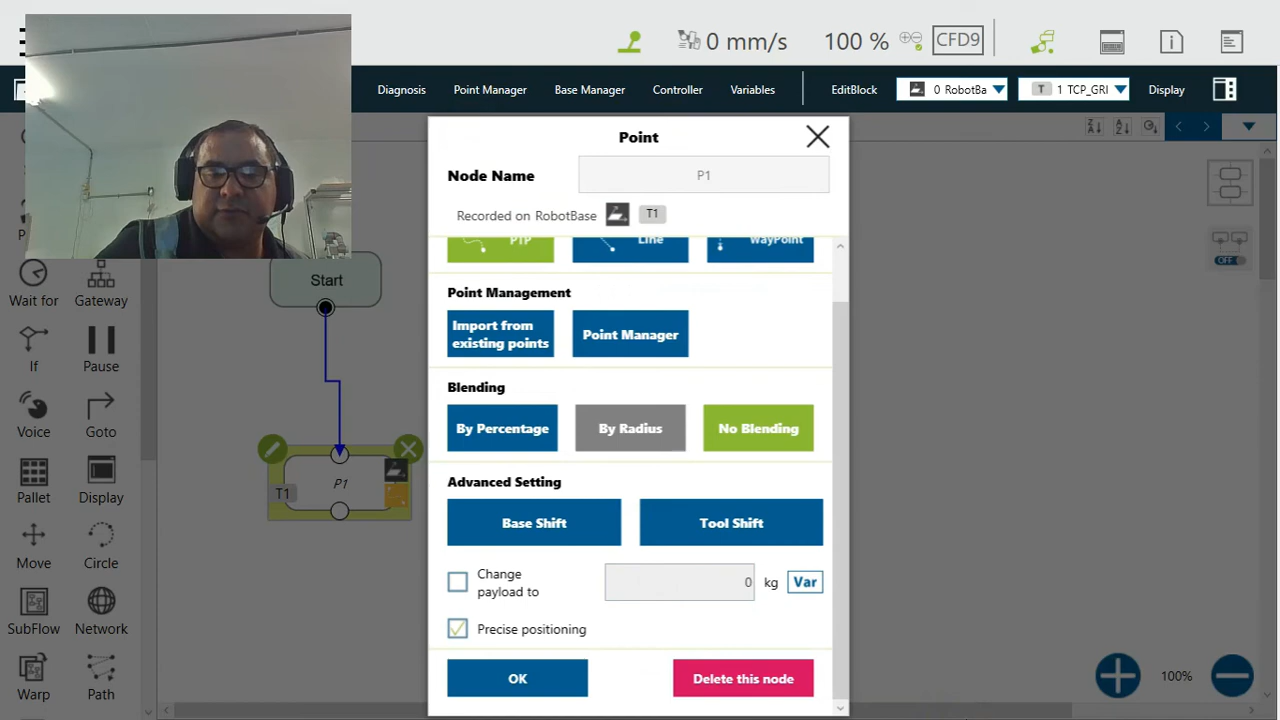 0 mm/s
100 %
CFD9
Diagnosis
Point Manager
Base Manager
Controller
Variables
EditBlock
0 RobotBa
T
1 TCP_GRI
Display
Point
Node Name
P1
Recorded on RobotBase
T1
PTP
Line
WayPoint
Point Management
Import from
existing points
Point Manager
Blending
By Percentage
By Radius
No Blending
Advanced Setting
Base Shift
Tool Shift
Change
payload to
0
kg
Var
Precise positioning
OK
Delete this node
Start
T1
P1
Wait for
Gateway
If
Pause
Voice
Goto
Pallet
Display
Move
Circle
SubFlow
Network
Warp
Path
OFF
100%